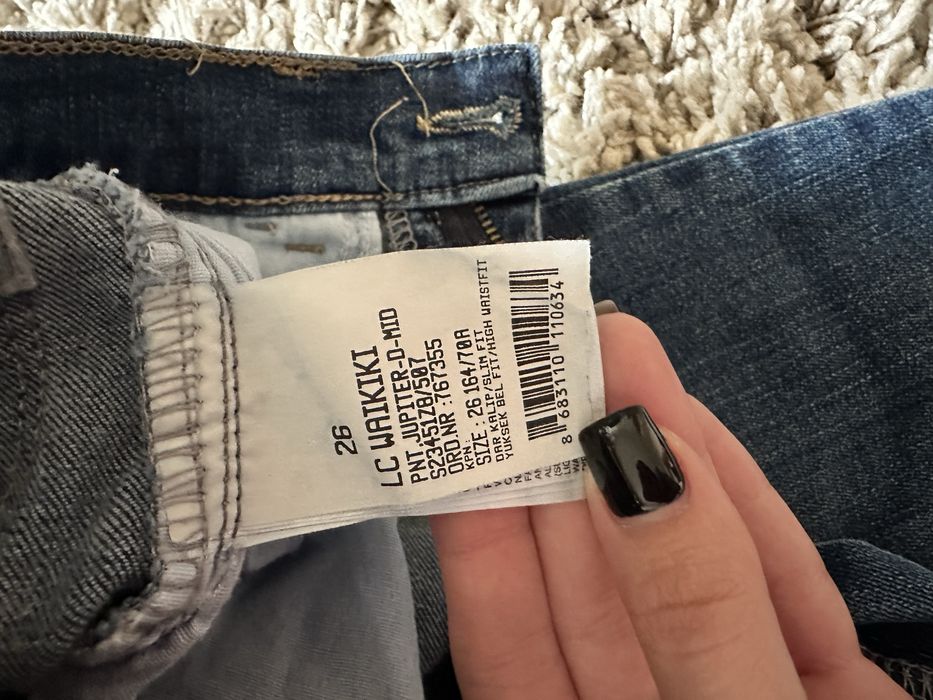 26
LC WAIKIKI
PNT JUPITER-D-MID
S23451Z8/507
ORD.NR :767355
KPN:
SIZE : 26 164/70A
DAR KALIP/SLIM FIT
YUKSEK BEL FIT/HIGH WAISTFIT
8 683110 110634